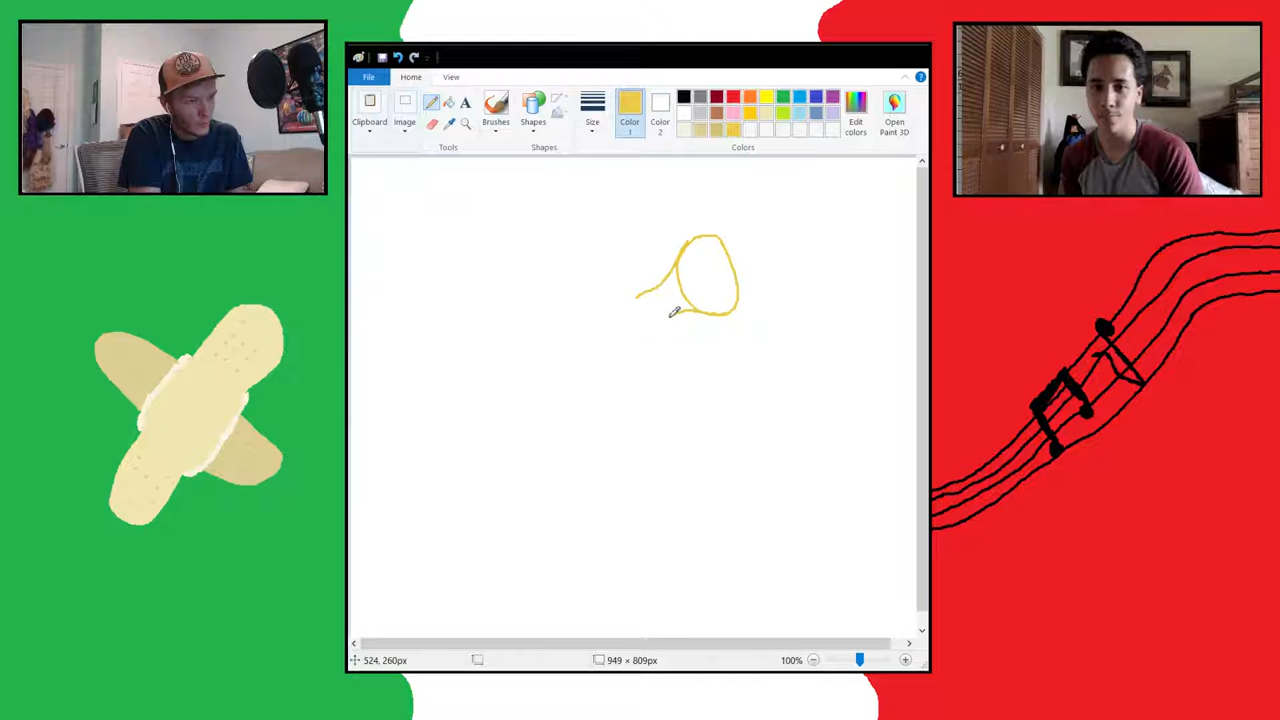 File
Home
View
Clipboard
Image
Tools
Brushes
Shapes
Shapes
Size
Color
1
Color
2
Colors
Edit
colors
Open
Paint 3D
524, 260px
949 × 809px
100%